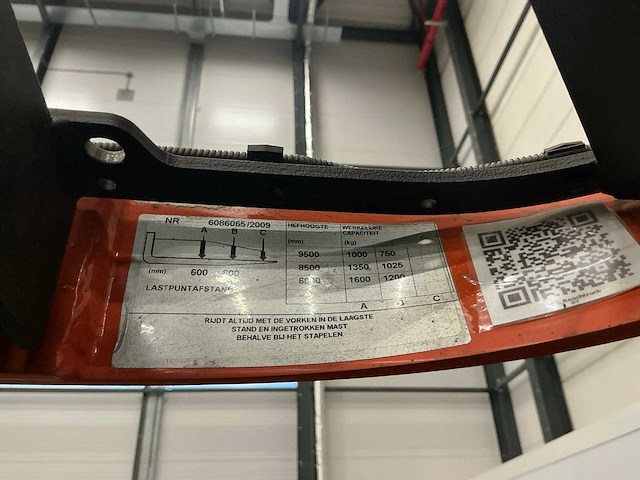 NR 6086065/2009
A B C
(mm) 600 800
LASTPUNTAFSTAND
HEFHOOGTE WERKELIJKE CAPACITEIT
(mm) (kg)
9500 1000 750
8500 1350 1025
1600 1200
A C
RIJDT ALTIJD MET DE VORKEN IN DE LAAGSTE
STAND EN INGETROKKEN MAST
BEHALVE BIJ HET STAPELEN